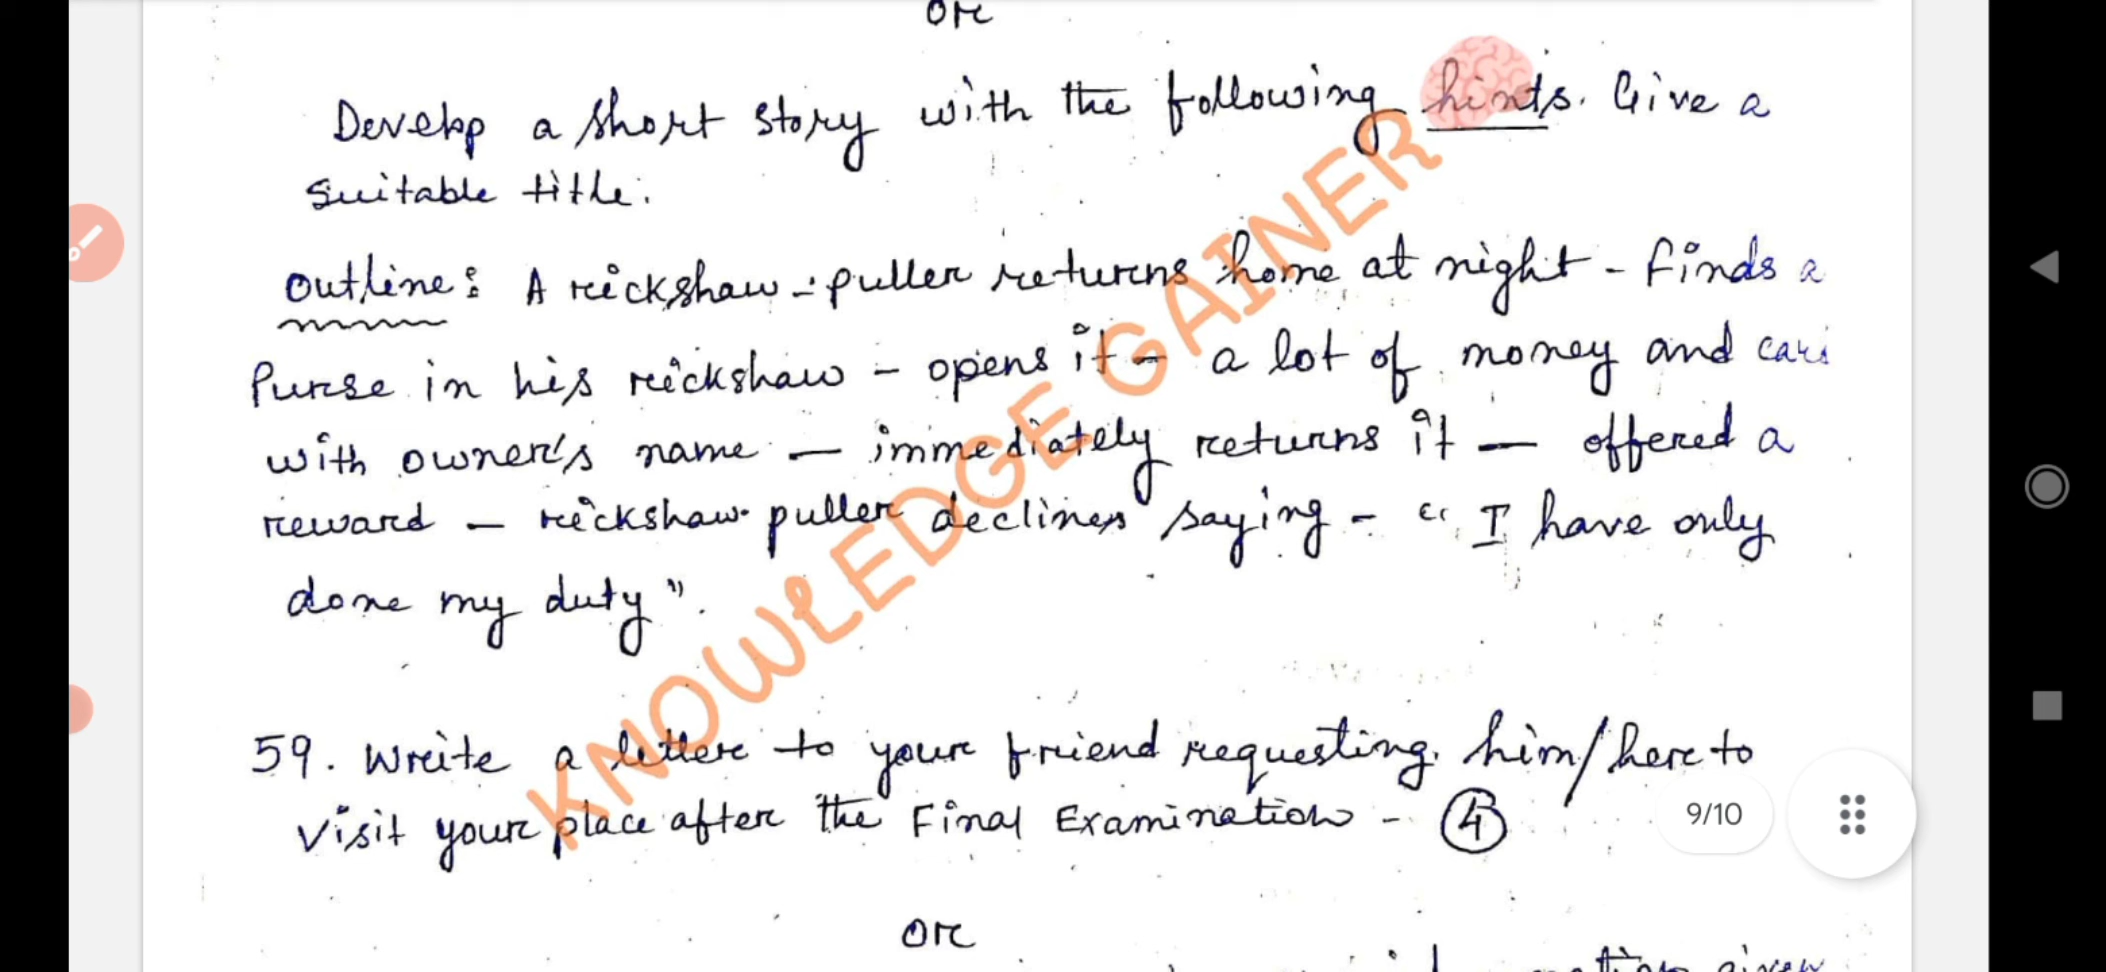 or
Develop a short story with the following hints. Give a
suitable title.
Outline: A rickshaw-puller returns home at night - finds a
Purse in his rickshaw - opens it - a lot of money and card
with owner's name - immediately returns it - offered a
reward - rickshaw-puller declines saying - "I have only
done my duty".
59. Write a letter to your friend requesting him/her to
visit your place after the Final Examination - 4
or
given
KNOWLEDGE GAINER
9/10